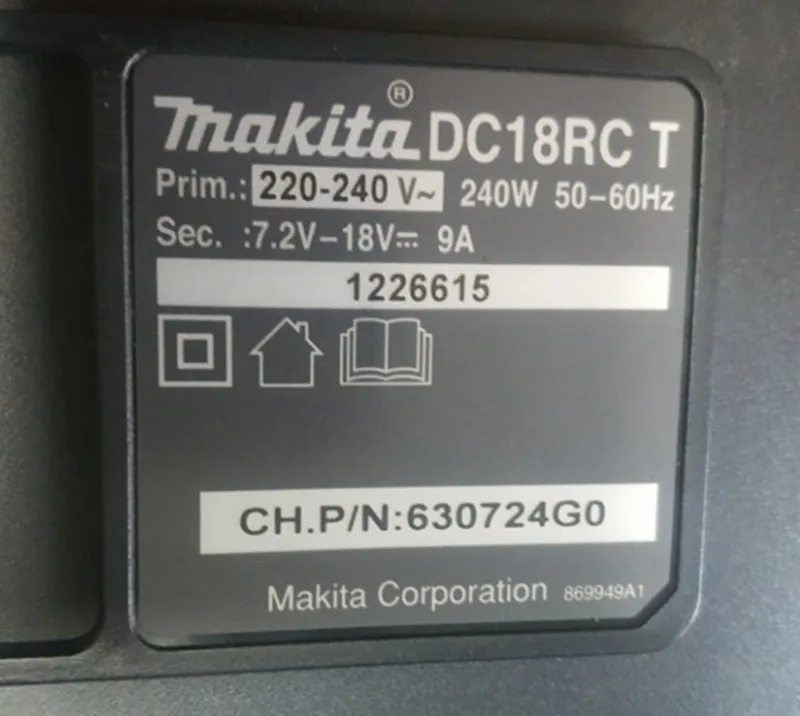 makita® DC18RC T
Prim.: 220-240 V~ 240W 50-60Hz
Sec. :7.2V-18V⎓ 9A
1226615
CH.P/N:630724G0
Makita Corporation 869949A1